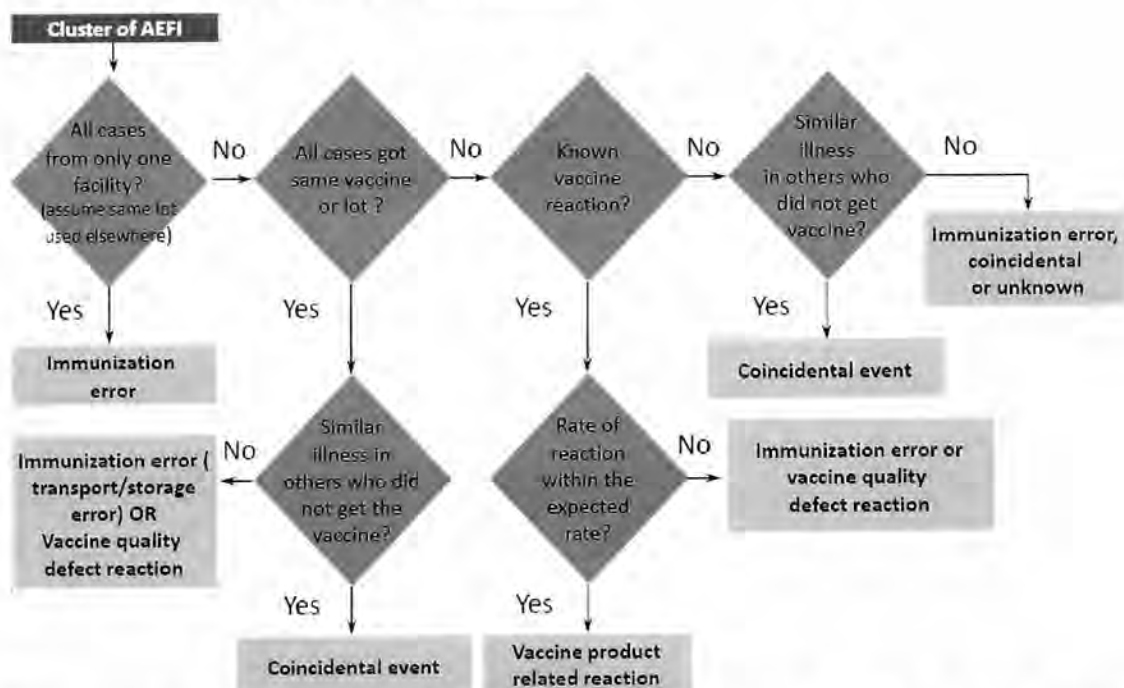 Cluster of AEFI
All cases
from only one
facility?
(assume same lot
used elsewhere)
No
All cases got
same vaccine
or lot ?
No
Known
vaccine
reaction?
No
Similar
illness
in others who
did not get
vaccine?
No
Immunization error,
coincidental
or unknown
Yes
Immunization
error
Yes
Yes
Yes
Coincidental event
Similar
illness in
others who did
not get the
vaccine?
No
Immunization error (
transport/storage
error) OR
Vaccine quality
defect reaction
Rate of
reaction
within the
expected
rate?
No
Immunization error or
vaccine quality
defect reaction
Yes
Coincidental event
Yes
Vaccine product
related reaction